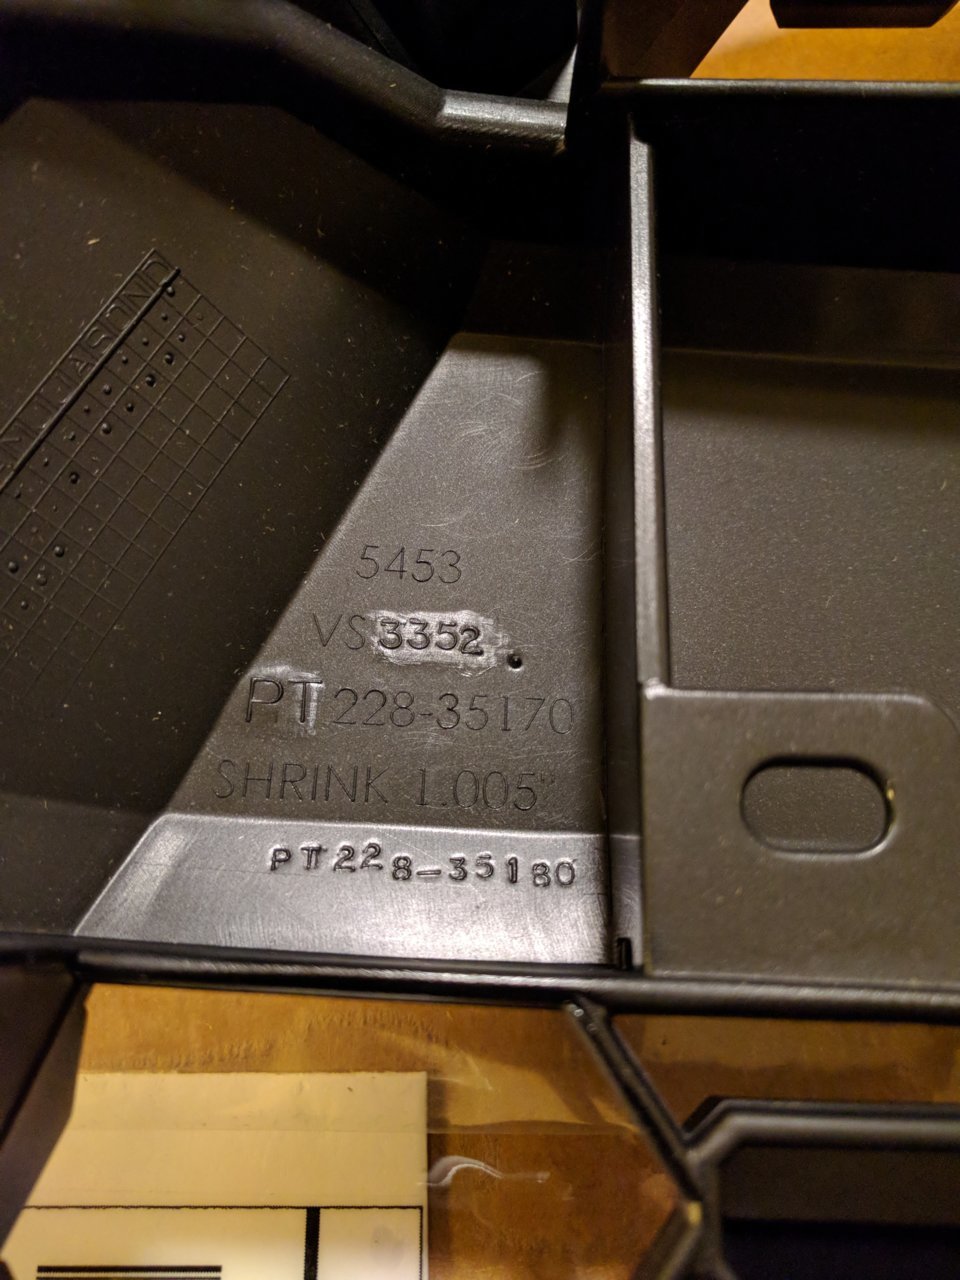 5453
VS 3352
PT 228-35170
SHRINK 1.005"
PT228-35180